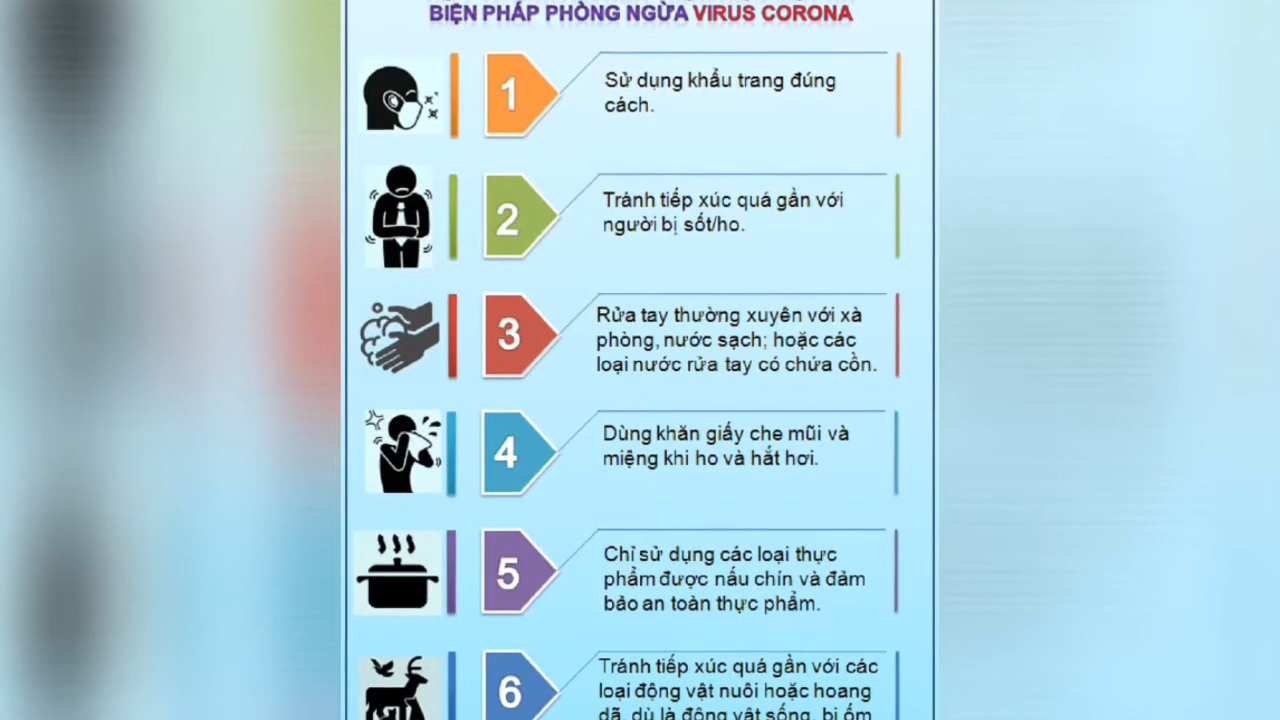 BIỆN PHÁP PHÒNG NGỪA VIRUS CORONA
1
Sử dụng khẩu trang đúng
cách.
2
Tránh tiếp xúc quá gần với
người bị sốt/ho.
3
Rửa tay thường xuyên với xà
phòng, nước sạch; hoặc các
loại nước rửa tay có chứa cồn.
4
Dùng khăn giấy che mũi và
miệng khi ho và hắt hơi.
5
Chỉ sử dụng các loại thực
phẩm được nấu chín và đảm
bảo an toàn thực phẩm.
6
Tránh tiếp xúc quá gần với các
loại động vật nuôi hoặc hoang
dã, dù là động vật sống, bị ốm